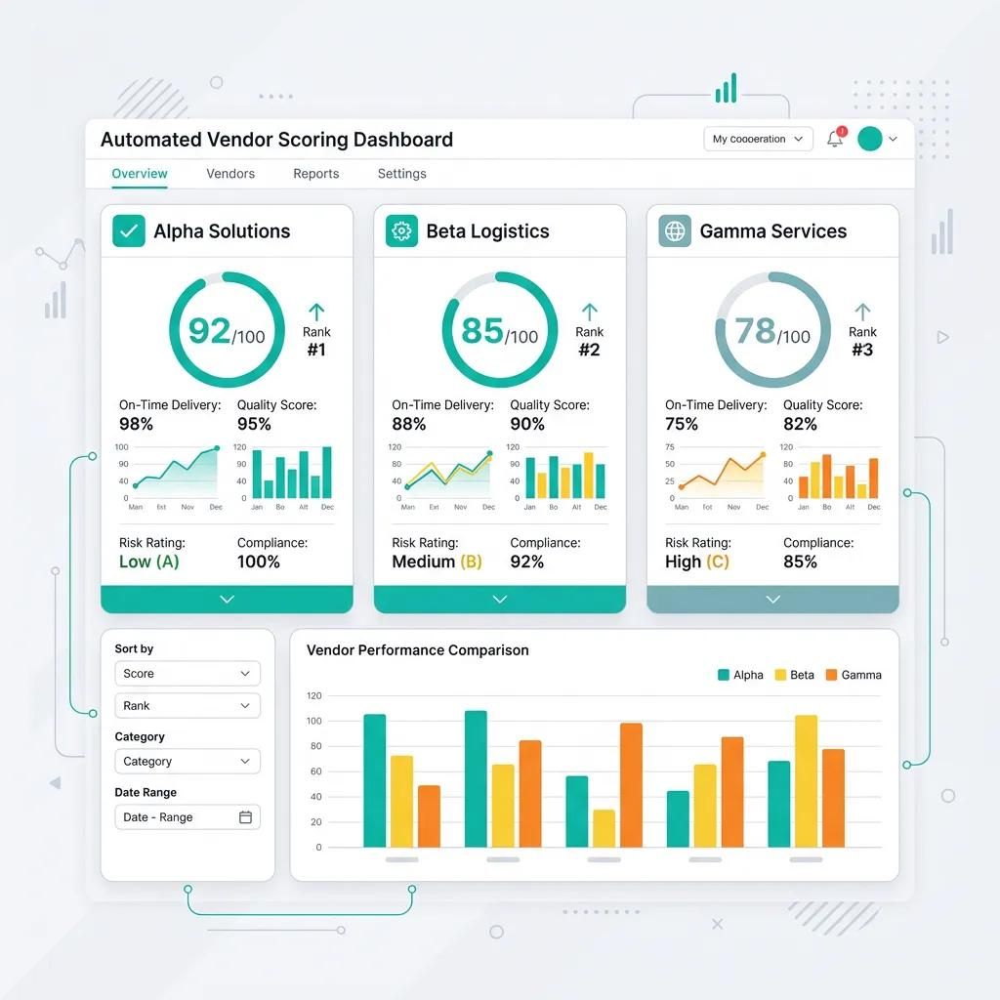 Automated Vendor Scoring Dashboard
My coooeration
Overview Vendors Reports Settings
Alpha Solutions
92/100
Rank
#1
On-Time Delivery: Quality Score:
98% 95%
100 90 40 0
Man Est Nov Dec
120 90 40 0
Jan Bo Alt Dec
Risk Rating: Compliance:
Low (A) 100%
Beta Logistics
85/100
Rank
#2
On-Time Delivery: Quality Score:
88% 90%
120 80 40 0
Man Ext Nov Dec
120 90 40 0
Jan Bo Alt Dec
Risk Rating: Compliance:
Medium (B) 92%
Gamma Services
78/100
Rank
#3
On-Time Delivery: Quality Score:
75% 82%
75 50 25 0
Man Fot Nov Dec
120 80 40 0
Jan Bo Alt Dec
Risk Rating: Compliance:
High (C) 85%
Sort by
Score
Rank
Category
Category
Date Range
Date - Range
Vendor Performance Comparison
Alpha Beta Gamma
120
100
80
60
40
20
0